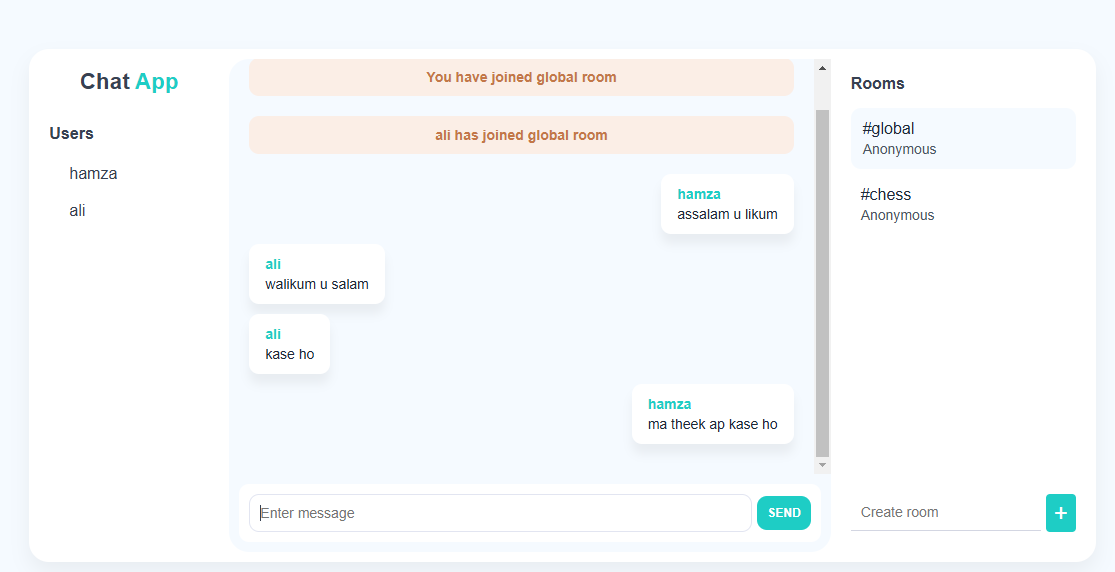 Chat App
Users
hamza
ali
You have joined global room
ali has joined global room
hamza
assalam u likum
ali
walikum u salam
ali
kase ho
hamza
ma theek ap kase ho
Enter message
SEND
Rooms
#global
Anonymous
#chess
Anonymous
Create room
+